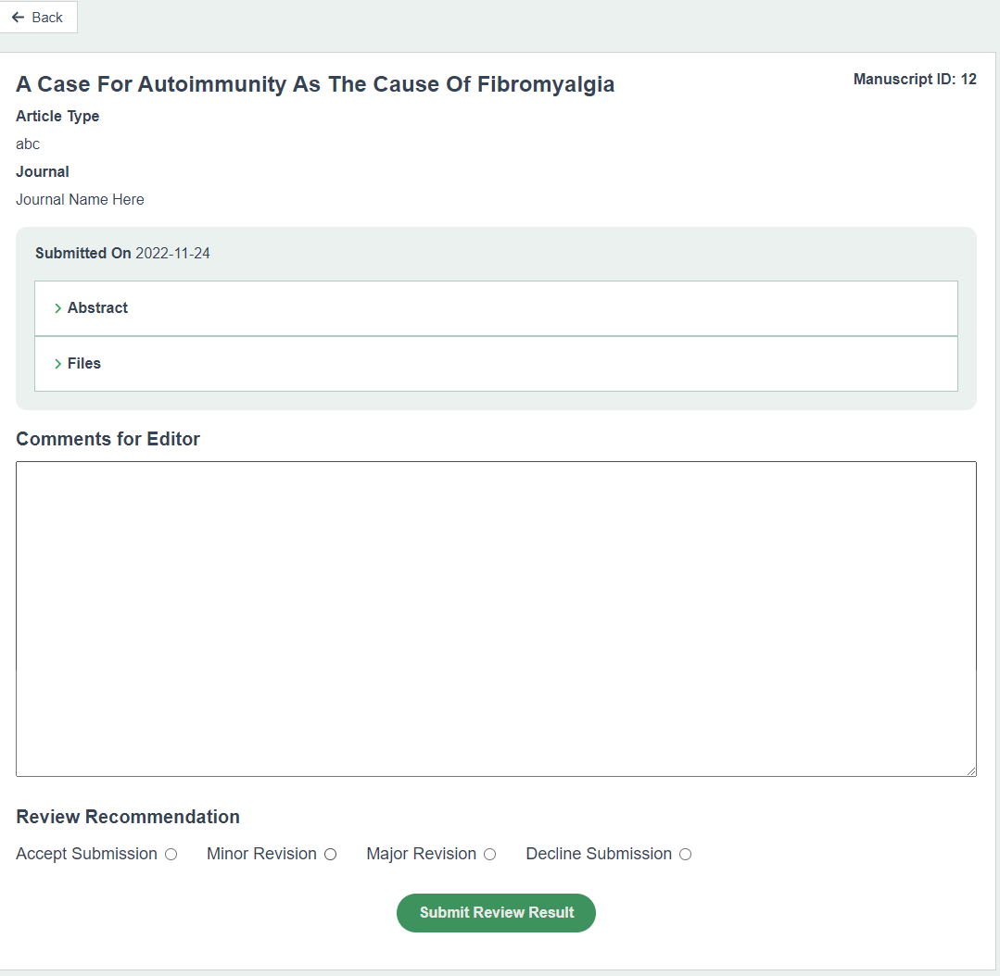 Back
A Case For Autoimmunity As The Cause Of Fibromyalgia
Manuscript ID: 12
Article Type
abc
Journal
Journal Name Here
Submitted On 2022-11-24
Abstract
Files
Comments for Editor
Review Recommendation
Accept Submission Minor Revision Major Revision Decline Submission
Submit Review Result